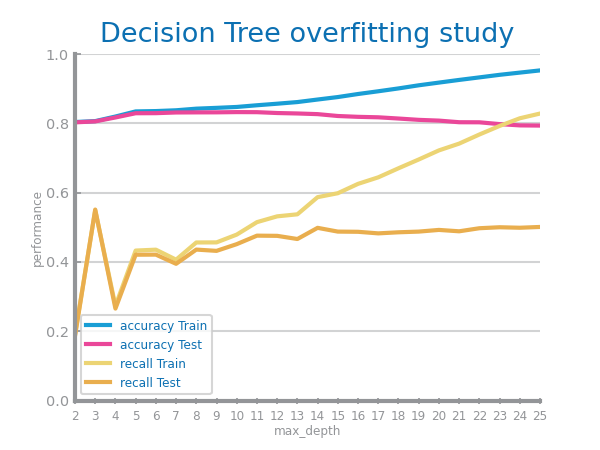 Decision Tree overfitting study
1.0
0.8
0.6
0.4
0.2
0.0
performance
accuracy Train
accuracy Test
recall Train
recall Test
2 3 4 5 6 7 8 9 10 11 12 13 14 15 16 17 18 19 20 21 22 23 24 25
max_depth